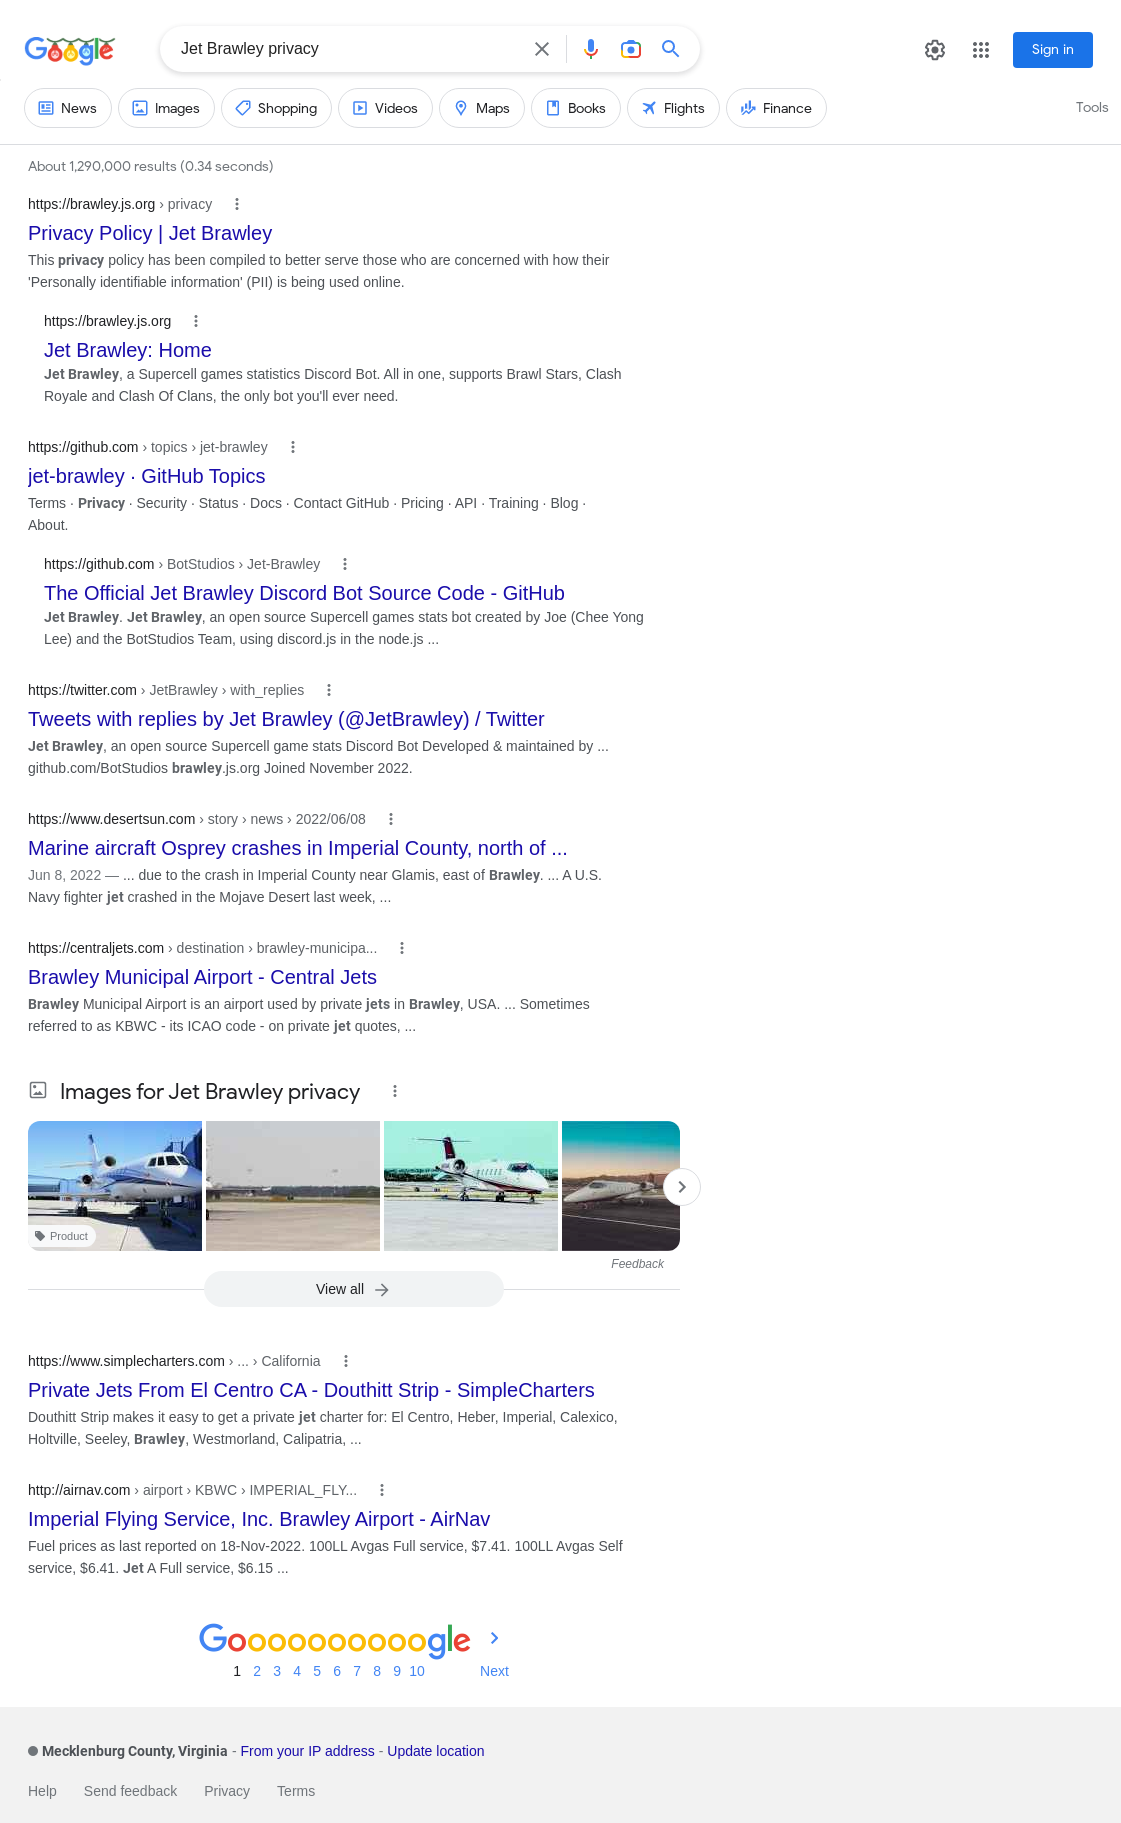 Google
Jet Brawley privacy
Sign in
News
Images
Shopping
Videos
Maps
Books
Flights
Finance
Tools
About 1,290,000 results (0.34 seconds)
https://brawley.js.org › privacy
Privacy Policy | Jet Brawley
This privacy policy has been compiled to better serve those who are concerned with how their
'Personally identifiable information' (PII) is being used online.
https://brawley.js.org
Jet Brawley: Home
Jet Brawley, a Supercell games statistics Discord Bot. All in one, supports Brawl Stars, Clash
Royale and Clash Of Clans, the only bot you'll ever need.
https://github.com › topics › jet-brawley
jet-brawley · GitHub Topics
Terms · Privacy · Security · Status · Docs · Contact GitHub · Pricing · API · Training · Blog ·
About.
https://github.com › BotStudios › Jet-Brawley
The Official Jet Brawley Discord Bot Source Code - GitHub
Jet Brawley. Jet Brawley, an open source Supercell games stats bot created by Joe (Chee Yong
Lee) and the BotStudios Team, using discord.js in the node.js ...
https://twitter.com › JetBrawley › with_replies
Tweets with replies by Jet Brawley (@JetBrawley) / Twitter
Jet Brawley, an open source Supercell game stats Discord Bot Developed & maintained by ...
github.com/BotStudios brawley.js.org Joined November 2022.
https://www.desertsun.com › story › news › 2022/06/08
Marine aircraft Osprey crashes in Imperial County, north of ...
Jun 8, 2022 — ... due to the crash in Imperial County near Glamis, east of Brawley. ... A U.S.
Navy fighter jet crashed in the Mojave Desert last week, ...
https://centraljets.com › destination › brawley-municipa...
Brawley Municipal Airport - Central Jets
Brawley Municipal Airport is an airport used by private jets in Brawley, USA. ... Sometimes
referred to as KBWC - its ICAO code - on private jet quotes, ...
Images for Jet Brawley privacy
Product
Feedback
View all
https://www.simplecharters.com › ... › California
Private Jets From El Centro CA - Douthitt Strip - SimpleCharters
Douthitt Strip makes it easy to get a private jet charter for: El Centro, Heber, Imperial, Calexico,
Holtville, Seeley, Brawley, Westmorland, Calipatria, ...
http://airnav.com › airport › KBWC › IMPERIAL_FLY...
Imperial Flying Service, Inc. Brawley Airport - AirNav
Fuel prices as last reported on 18-Nov-2022. 100LL Avgas Full service, $7.41. 100LL Avgas Self
service, $6.41. Jet A Full service, $6.15 ...
Goooooooooogle
1 2 3 4 5 6 7 8 9 10 Next
Mecklenburg County, Virginia - From your IP address - Update location
Help Send feedback Privacy Terms